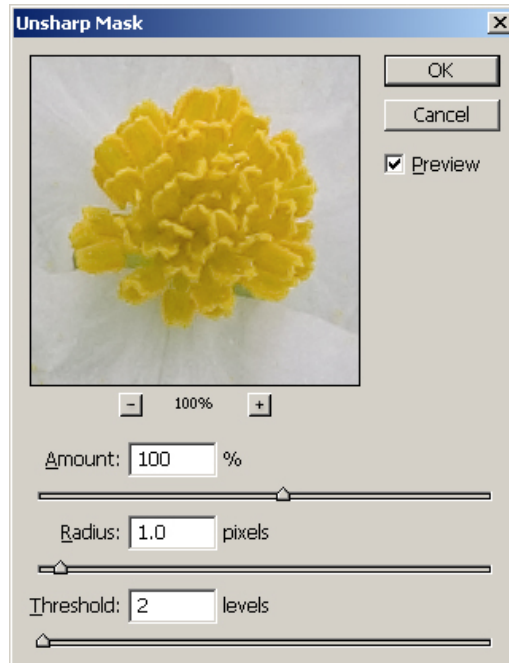 Unsharp Mask
OK
Cancel
Preview
- 100% +
Amount: 100 %
Radius: 1.0 pixels
Threshold: 2 levels